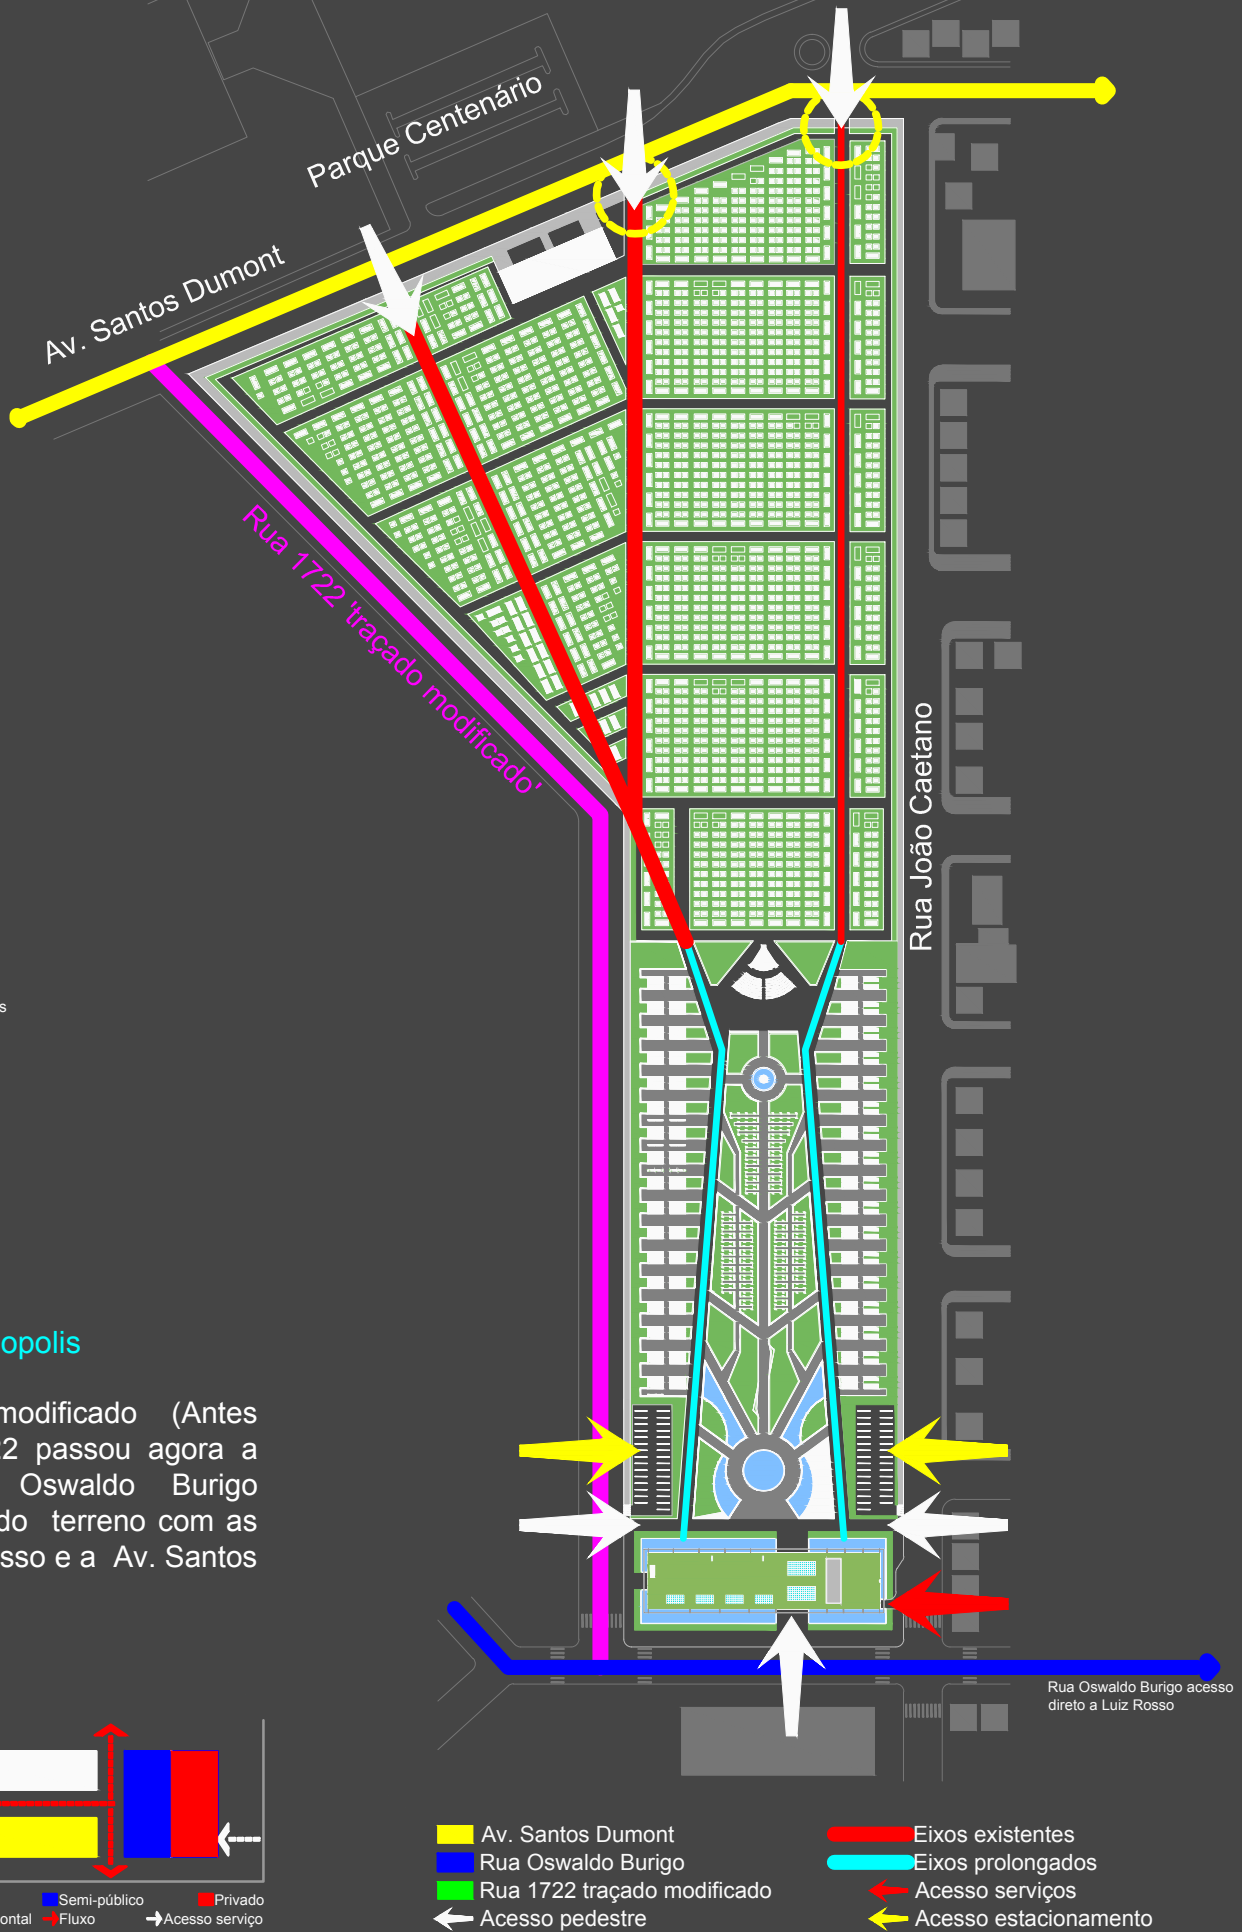 Parque Centenário
Av. Santos Dumont
Rua 1722 'traçado modificado'
Rua João Caetano
s
opolis
modificado (Antes
22 passou agora a
Oswaldo Burigo
do terreno com as
sso e a Av. Santos
Rua Oswaldo Burigo acesso
direto a Luiz Rosso
Semi-público
Privado
ontal
Fluxo
Acesso serviço
Av. Santos Dumont
Rua Oswaldo Burigo
Rua 1722 traçado modificado
Acesso pedestre
Eixos existentes
Eixos prolongados
Acesso serviços
Acesso estacionamento